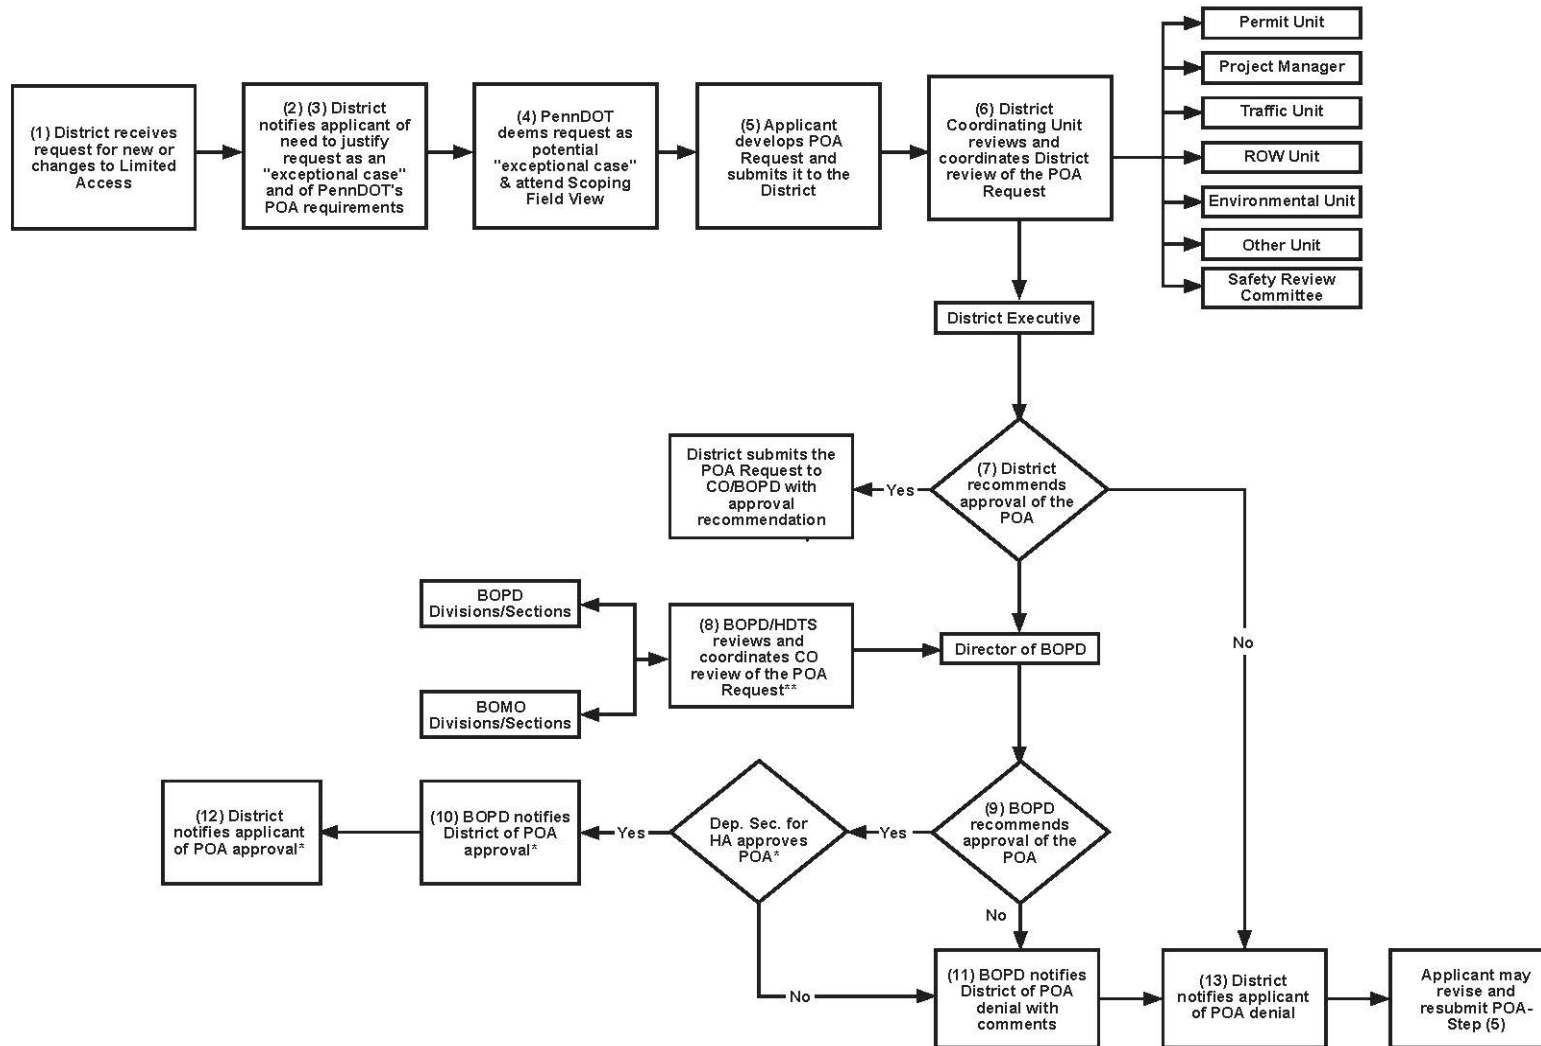 (1) District receives
request for new or
changes to Limited
Access
(2) (3) District
notifies applicant of
need to justify
request as an
"exceptional case"
and of PennDOT's
POA requirements
(4) PennDOT
deems request as
potential
"exceptional case"
& attend Scoping
Field View
(5) Applicant
develops POA
Request and
submits it to the
District
(6) District
Coordinating Unit
reviews and
coordinates District
review of the POA
Request
Permit Unit
Project Manager
Traffic Unit
ROW Unit
Environmental Unit
Other Unit
Safety Review
Committee
District Executive
(7) District
recommends
approval of the
POA
Yes
District submits the
POA Request to
CO/BOPD with
approval
recommendation
No
BOPD
Divisions/Sections
BOMO
Divisions/Sections
(8) BOPD/HDTS
reviews and
coordinates CO
review of the POA
Request**
Director of BOPD
(9) BOPD
recommends
approval of the
POA
Yes
Dep. Sec. for
HA approves
POA*
Yes
(10) BOPD notifies
District of POA
approval*
(12) District
notifies applicant
of POA approval*
No
No
(11) BOPD notifies
District of POA
denial with
comments
(13) District
notifies applicant
of POA denial
Applicant may
revise and
resubmit POA-
Step (5)